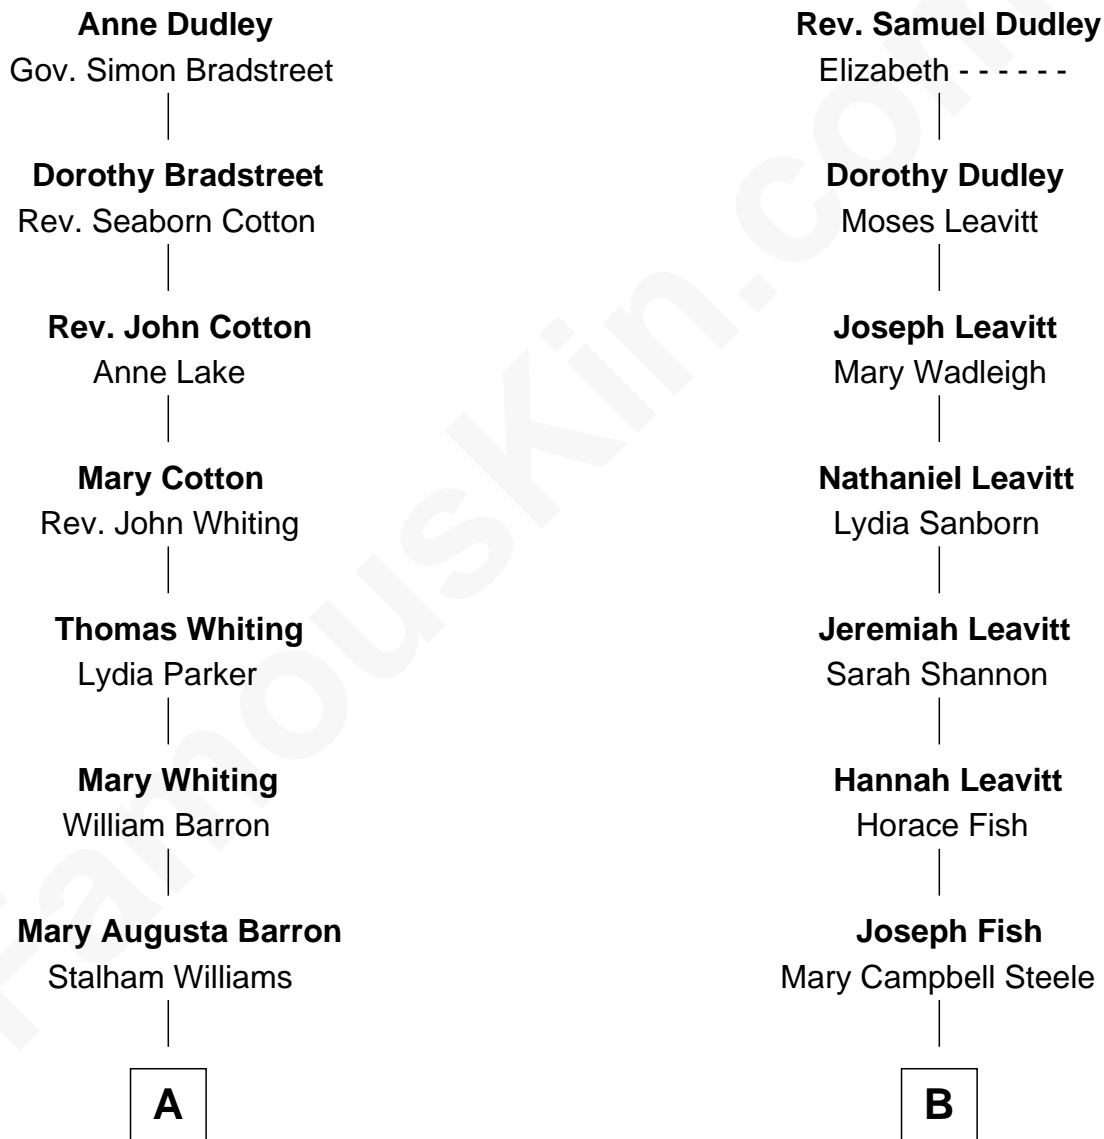 Anne Dudley
Gov. Simon Bradstreet
Dorothy Bradstreet
Rev. Seaborn Cotton
Rev. John Cotton
Anne Lake
Mary Cotton
Rev. John Whiting
Thomas Whiting
Lydia Parker
Mary Whiting
William Barron
Mary Augusta Barron
Stalham Williams
A
Rev. Samuel Dudley
Elizabeth - - - - - -
Dorothy Dudley
Moses Leavitt
Joseph Leavitt
Mary Wadleigh
Nathaniel Leavitt
Lydia Sanborn
Jeremiah Leavitt
Sarah Shannon
Hannah Leavitt
Horace Fish
Joseph Fish
Mary Campbell Steele
B
FamousKin.com